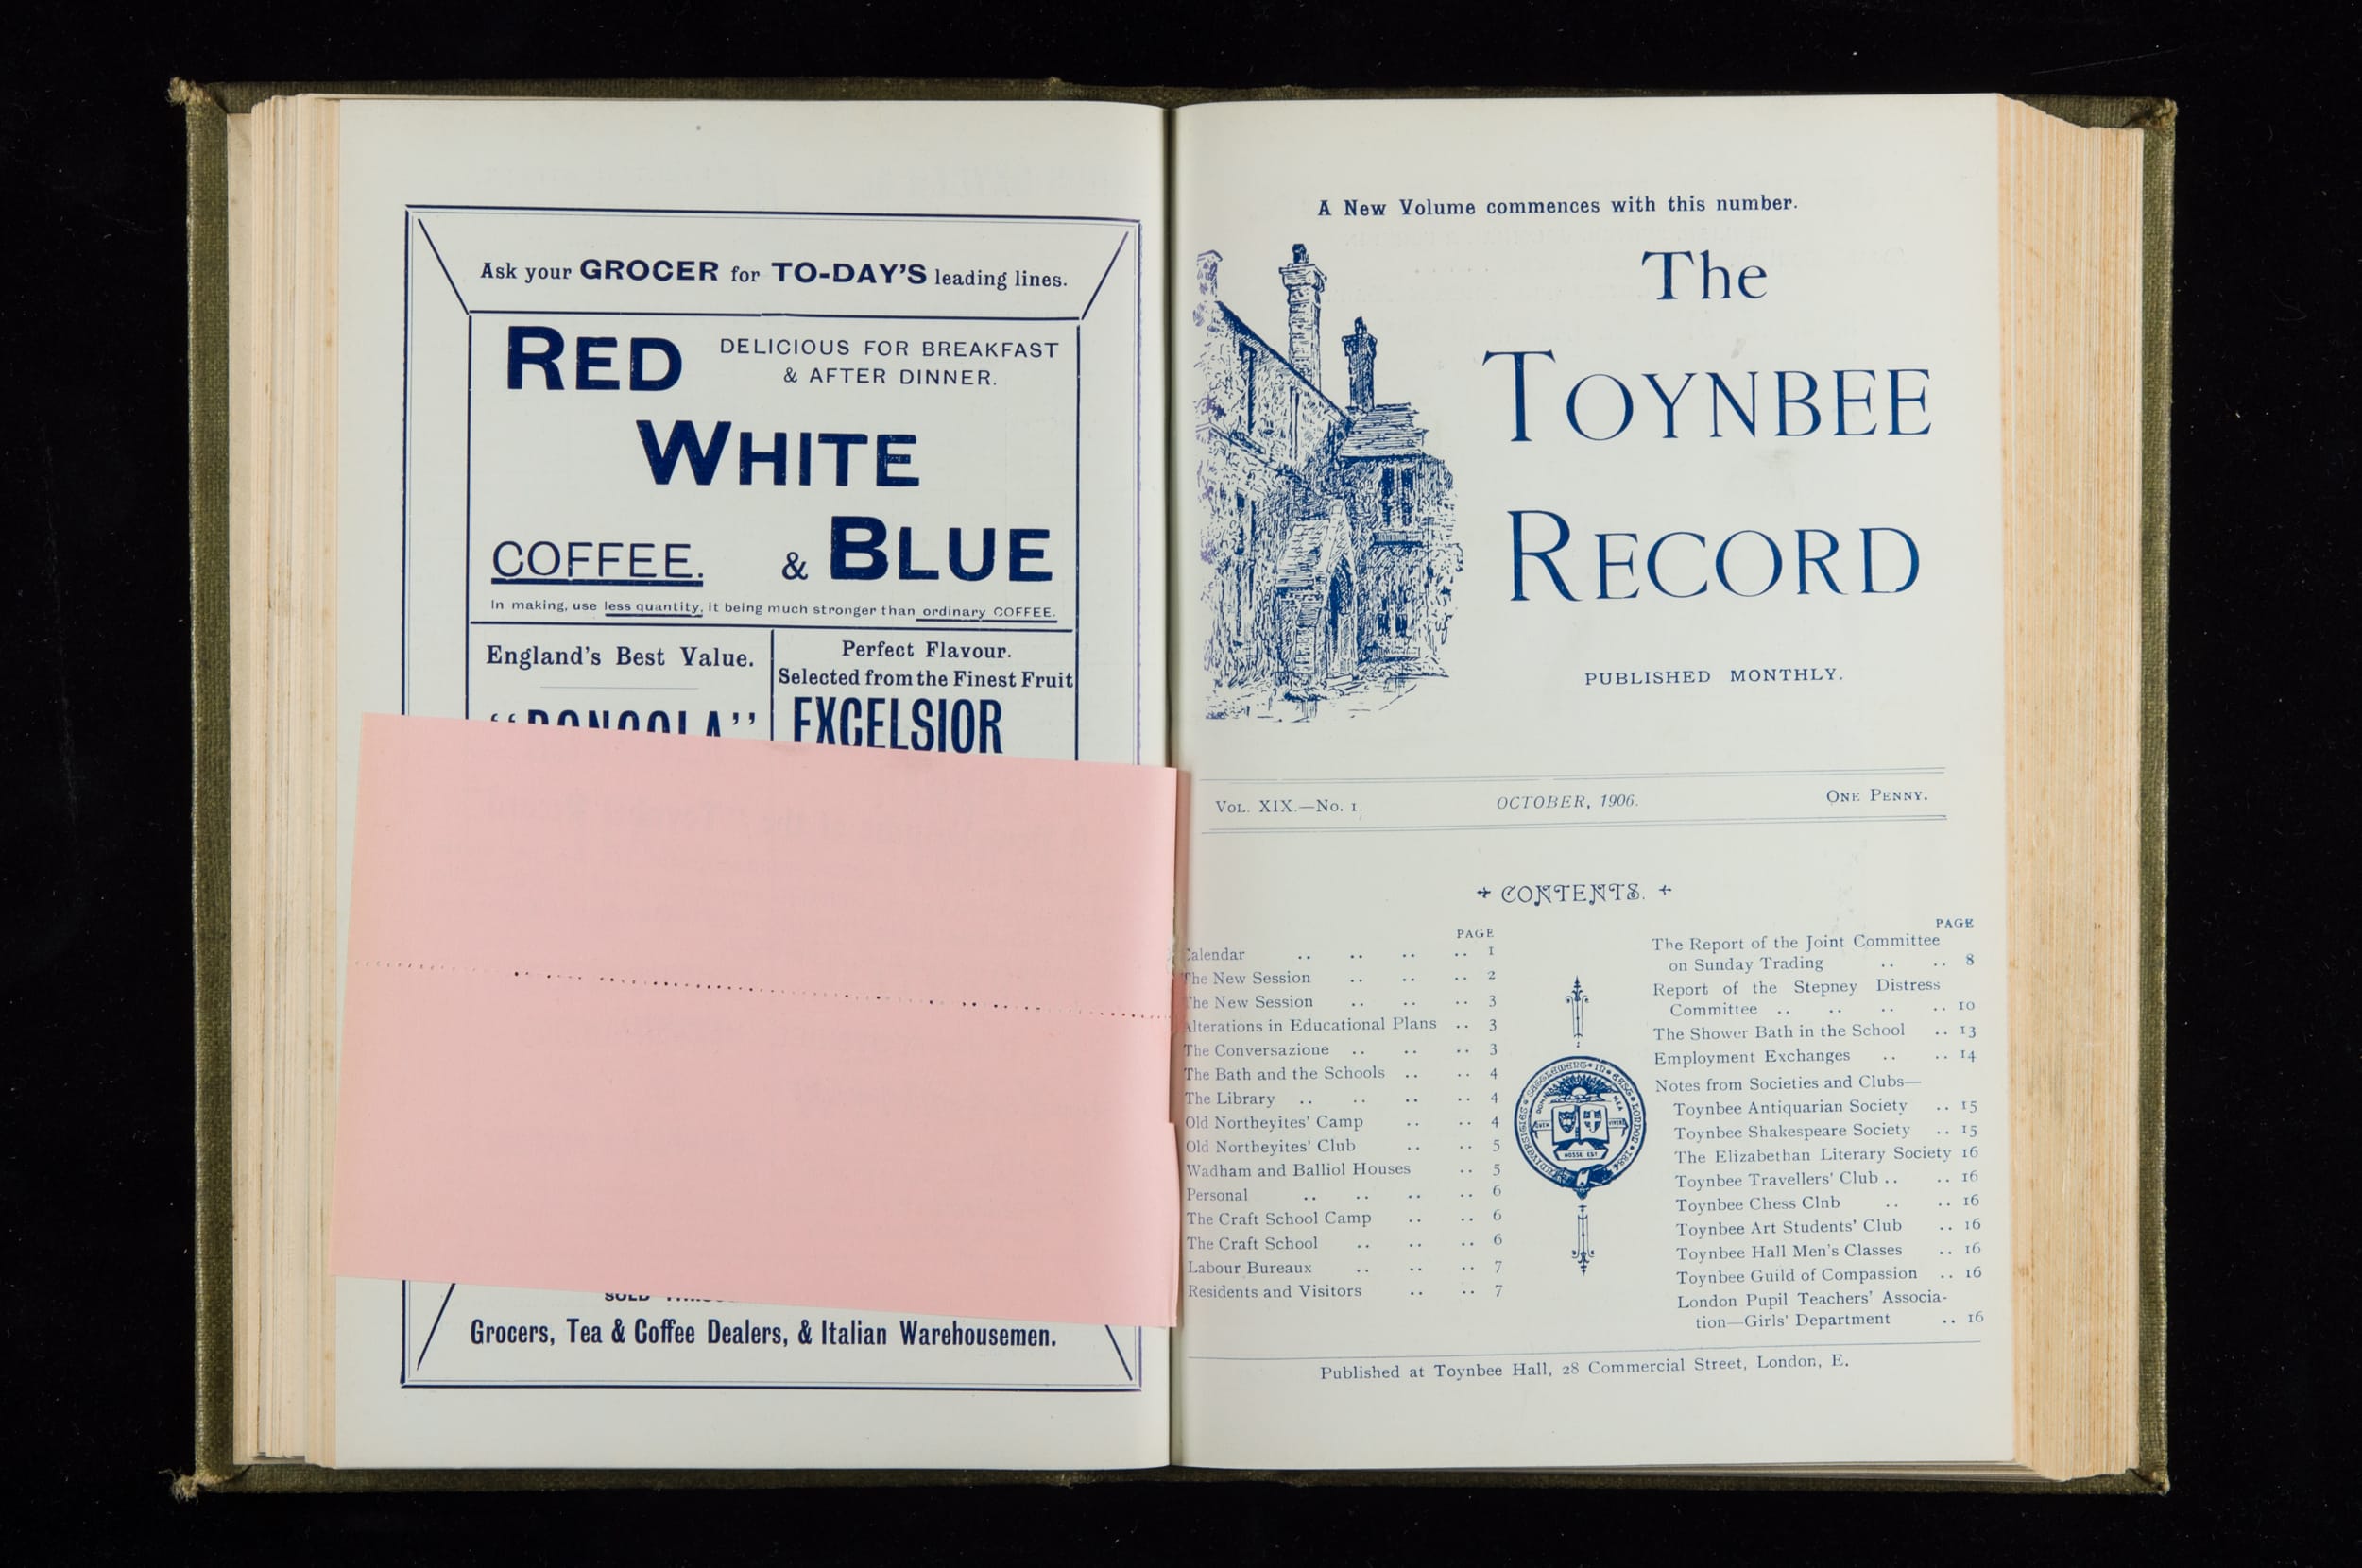 Ask your GROCER for TO-DAY'S leading lines.
RED
DELICIOUS FOR BREAKFAST
& AFTER DINNER.
WHITE
COFFEE. & BLUE
In making, use less quantity, it being much stronger than ordinary COFFEE.
England's Best Value.
Perfect Flavour.
Selected from the Finest Fruit
EXCELSIOR
Grocers, Tea & Coffee Dealers, & Italian Warehousemen.
A New Volume commences with this number.
The
TOYNBEE
RECORD
PUBLISHED MONTHLY.
VOL. XIX.—No. 1. OCTOBER, 1906. ONE PENNY.
CONTENTS.
PAGE
Calendar .. .. .. .. 1
The New Session .. .. .. 2
The New Session .. .. .. 3
Alterations in Educational Plans .. 3
The Conversazione .. .. .. 3
The Bath and the Schools .. .. 4
The Library .. .. .. .. 4
Old Northeyites' Camp .. .. 4
Old Northeyites' Club .. .. 5
Wadham and Balliol Houses .. 5
Personal .. .. .. .. 6
The Craft School Camp .. .. 6
The Craft School .. .. .. 6
Labour Bureaux .. .. .. 7
Residents and Visitors .. .. 7
PAGE
The Report of the Joint Committee
on Sunday Trading .. .. 8
Report of the Stepney Distress
Committee .. .. .. .. 10
The Shower Bath in the School .. 13
Employment Exchanges .. .. 14
Notes from Societies and Clubs—
Toynbee Antiquarian Society .. 15
Toynbee Shakespeare Society .. 15
The Elizabethan Literary Society 16
Toynbee Travellers' Club .. .. 16
Toynbee Chess Clnb .. .. 16
Toynbee Art Students' Club .. 16
Toynbee Hall Men's Classes .. 16
Toynbee Guild of Compassion .. 16
London Pupil Teachers' Associa-
tion—Girls' Department .. 16
Published at Toynbee Hall, 28 Commercial Street, London, E.